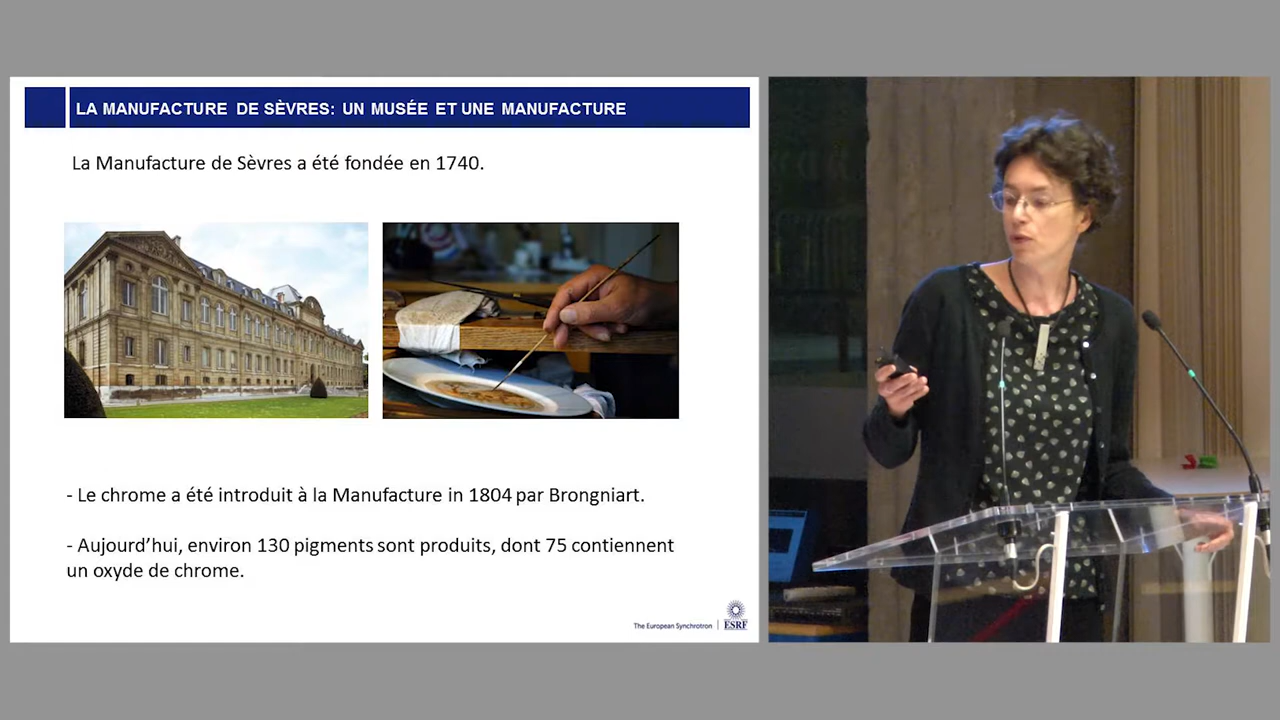 LA MANUFACTURE DE SÈVRES: UN MUSÉE ET UNE MANUFACTURE
La Manufacture de Sèvres a été fondée en 1740.
- Le chrome a été introduit à la Manufacture in 1804 par Brongniart.
- Aujourd’hui, environ 130 pigments sont produits, dont 75 contiennent
un oxyde de chrome.
The European Synchrotron | ESRF